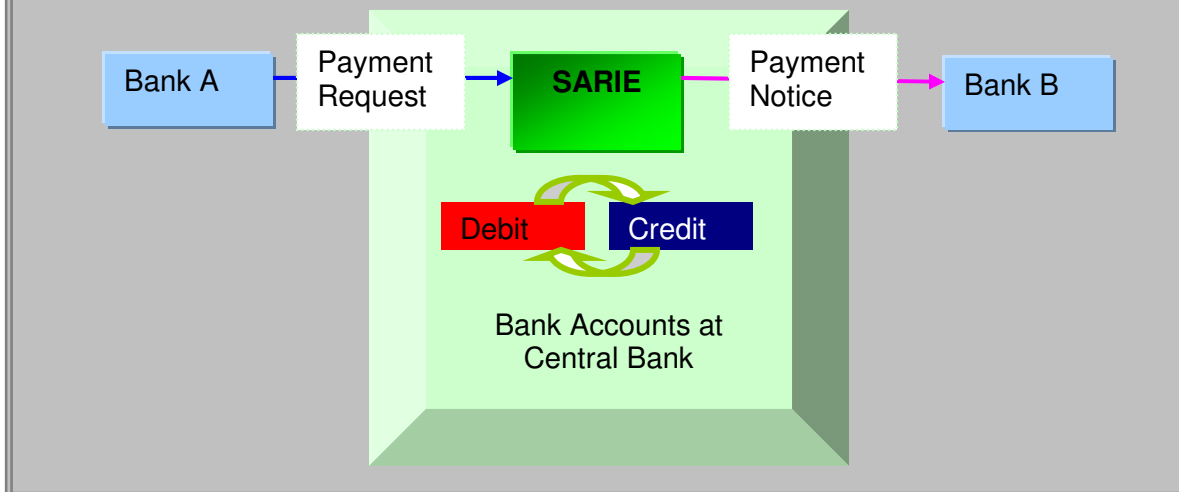 Bank A
Payment
Request
SARIE
Payment
Notice
Bank B
Debit
Credit
Bank Accounts at
Central Bank